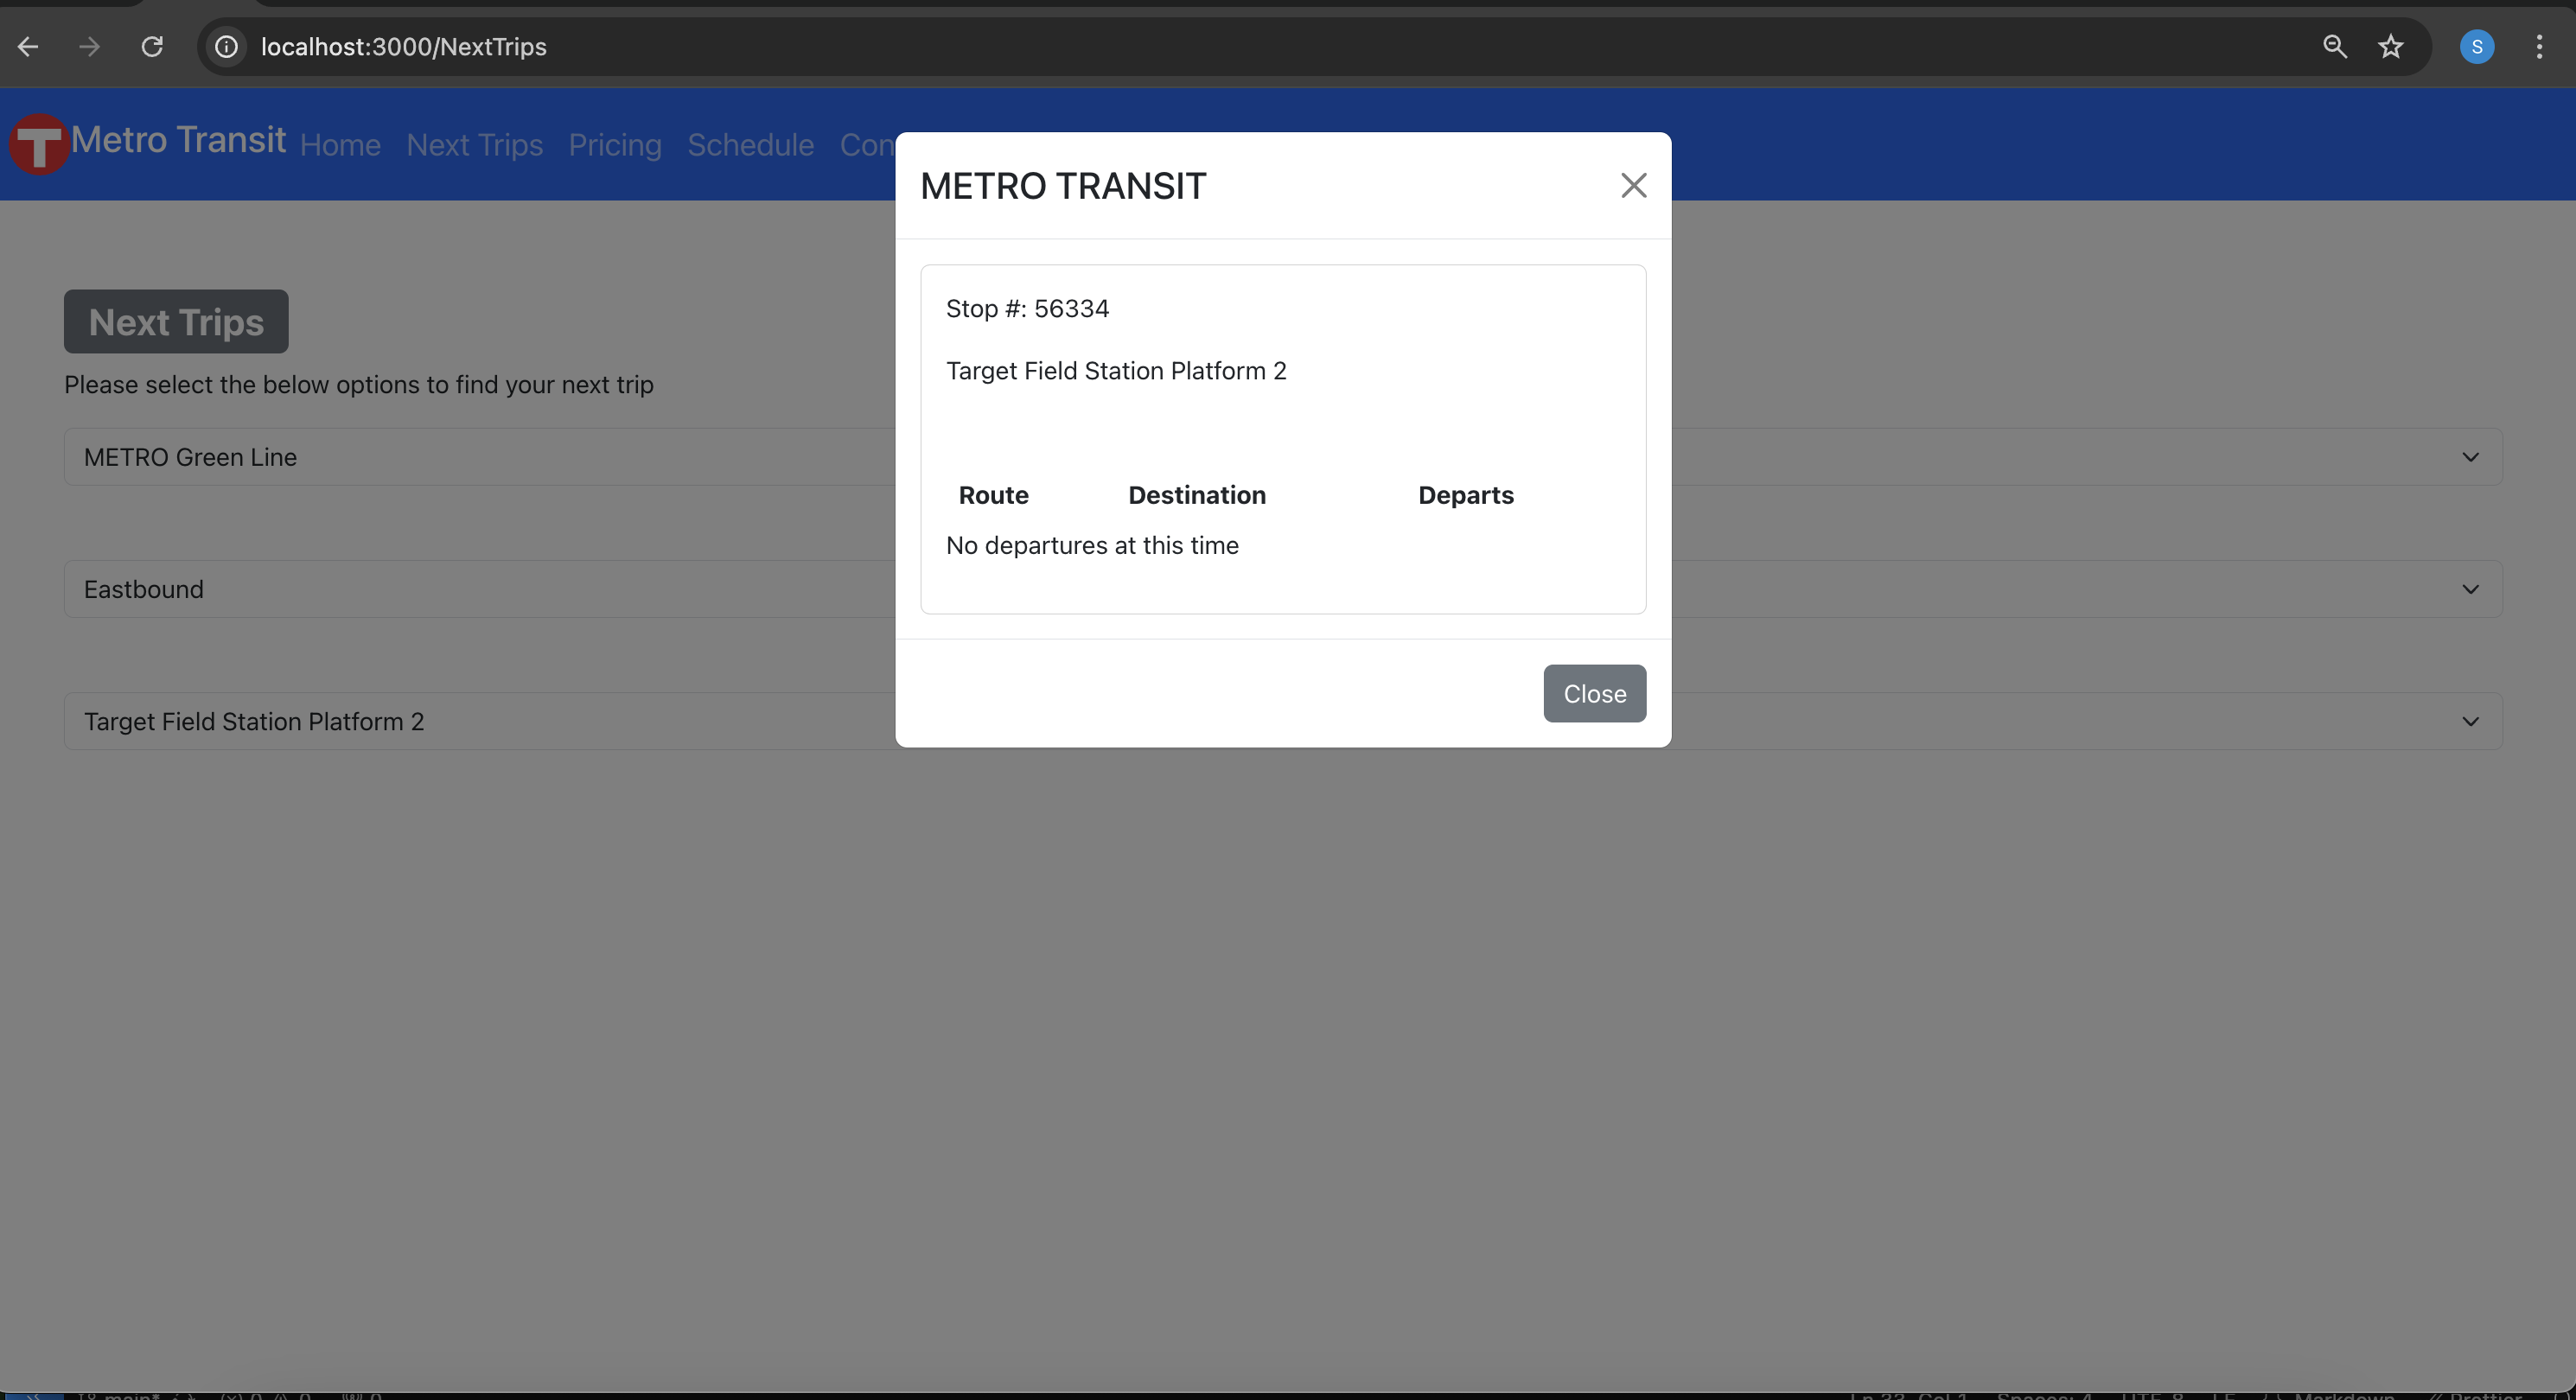 localhost:3000/NextTrips
S
T Metro Transit Home Next Trips Pricing Schedule Con
METRO TRANSIT
Stop #: 56334
Target Field Station Platform 2
Route Destination Departs
No departures at this time
Close
Next Trips
Please select the below options to find your next trip
METRO Green Line
Eastbound
Target Field Station Platform 2